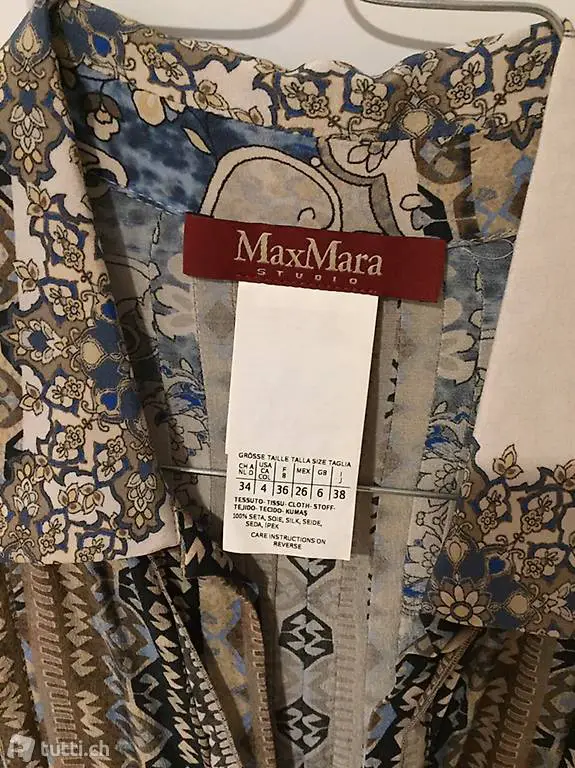 MaxMara
STUDIO
GRÖSSE TAILLE TALLA SIZE TAGLIA
CH A NL D USA CA COL F B MEX GB I J
34 4 36 26 6 38
TESSUTO-TISSU-CLOTH-STOFF-
TEJIDO-TECIDO-KUMAŞ
100% SETA, SOIE, SILK, SEIDE,
SEDA, IPEK
CARE INSTRUCTIONS ON
REVERSE
tutti.ch